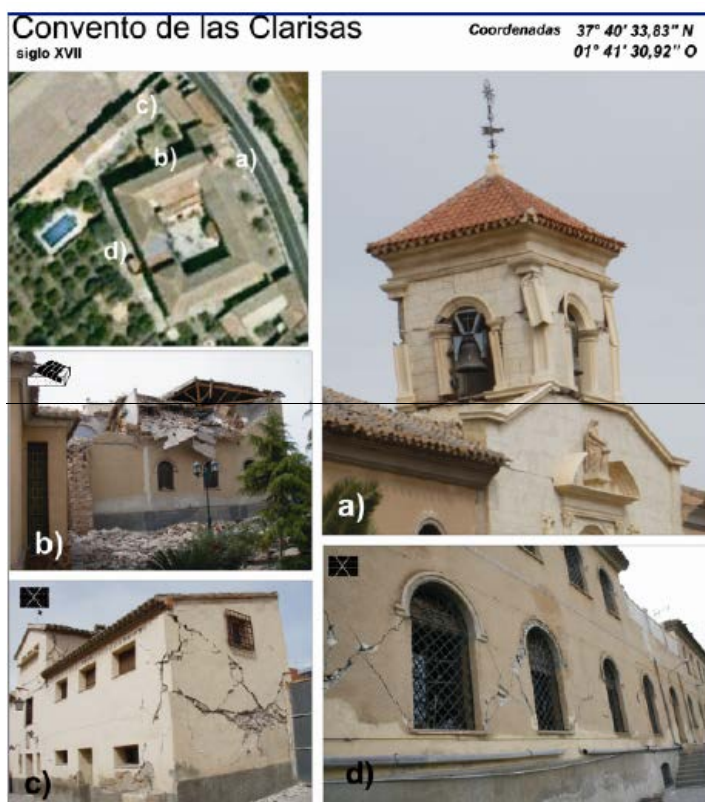 Convento de las Clarisas
siglo XVII
Coordenadas 37° 40' 33,83" N
01° 41' 30,92" O
c)
b)
a)
d)
a)
b)
c)
d)